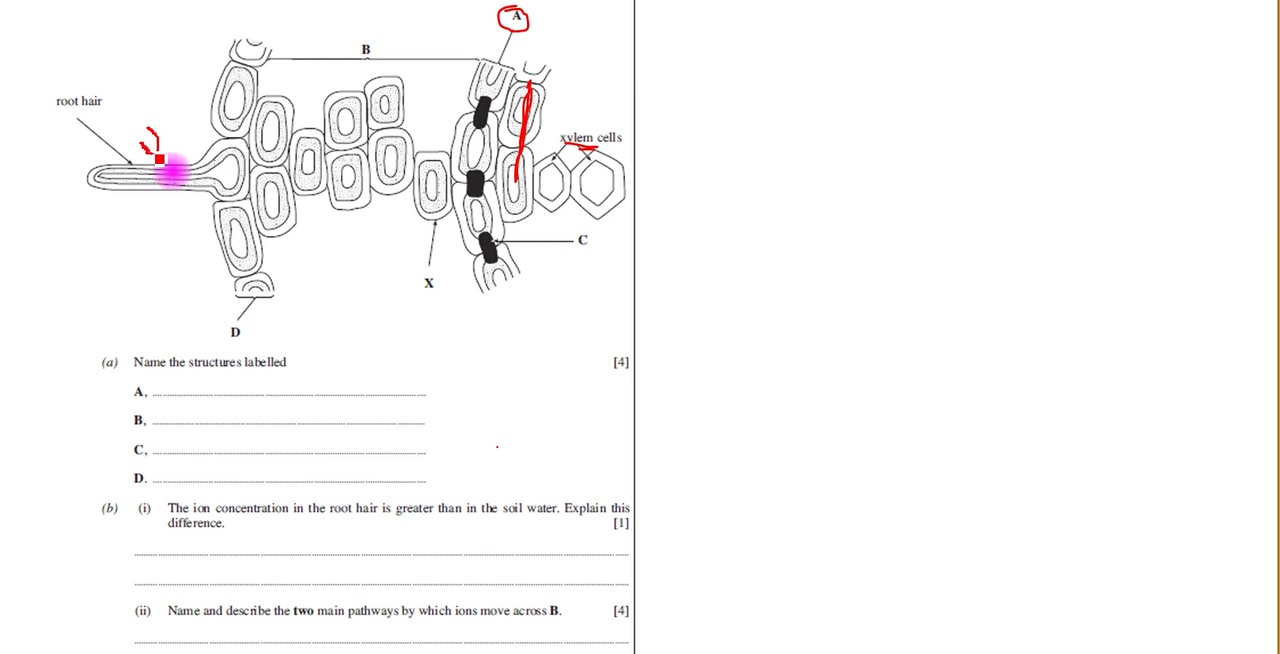 A
B
root hair
xylem cells
C
X
D
(a) Name the structures labelled [4]
A,
B,
C,
D.
(b) (i) The ion concentration in the root hair is greater than in the soil water. Explain this
difference. [1]
(ii) Name and describe the two main pathways by which ions move across B. [4]